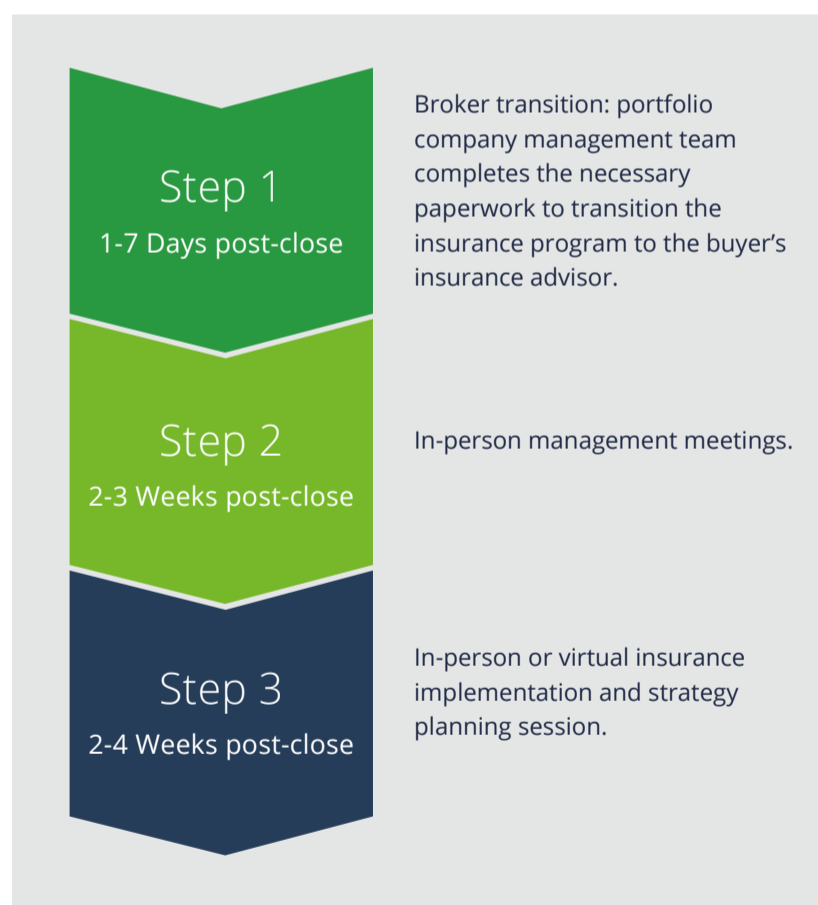 Step 1
1-7 Days post-close
Broker transition: portfolio
company management team
completes the necessary
paperwork to transition the
insurance program to the buyer’s
insurance advisor.
Step 2
2-3 Weeks post-close
In-person management meetings.
Step 3
2-4 Weeks post-close
In-person or virtual insurance
implementation and strategy
planning session.